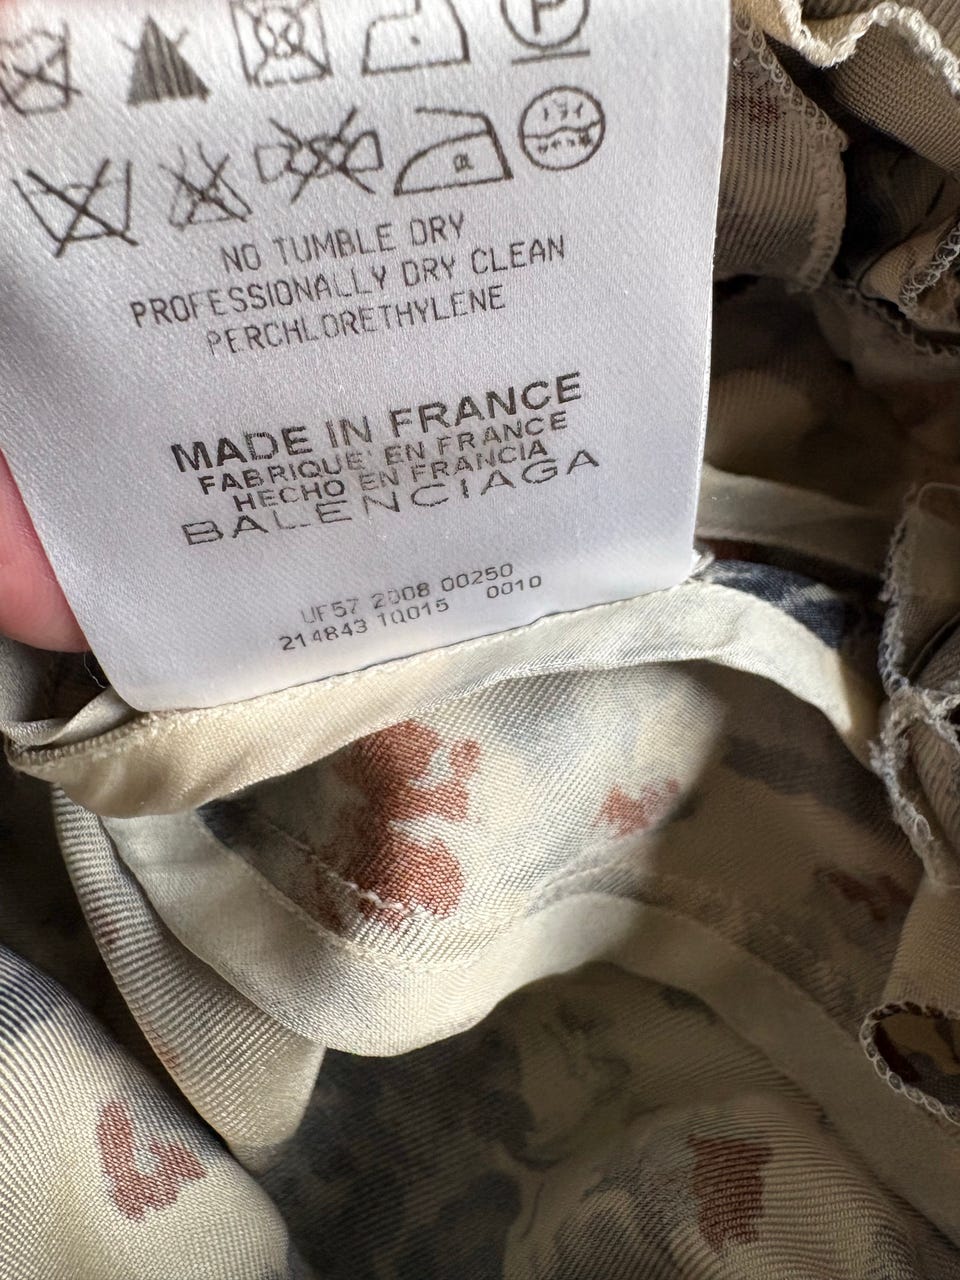 NO TUMBLE DRY
PROFESSIONALLY DRY CLEAN
PERCHLORETHYLENE
MADE IN FRANCE
FABRIQUE' EN FRANCE
HECHO EN FRANCIA
BALENCIAGA
UF57 2008 00250
214843 1Q015 0010